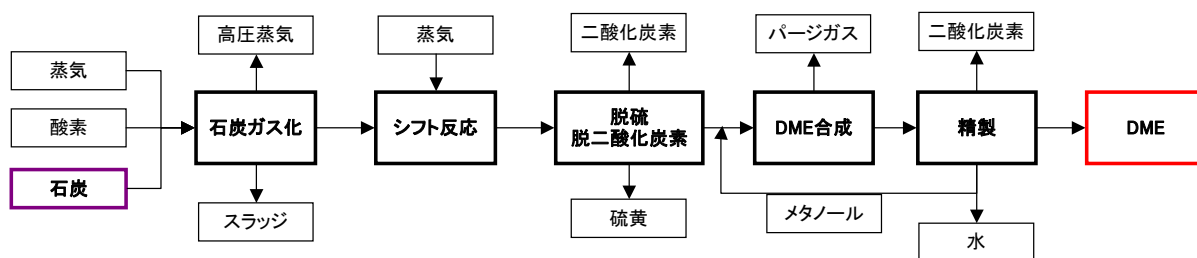 高圧蒸気
蒸気
二酸化炭素
パージガス
二酸化炭素
蒸気
酸素
石炭
石炭ガス化
シフト反応
脱硫
脱二酸化炭素
DME合成
精製
DME
スラッジ
硫黄
メタノール
水